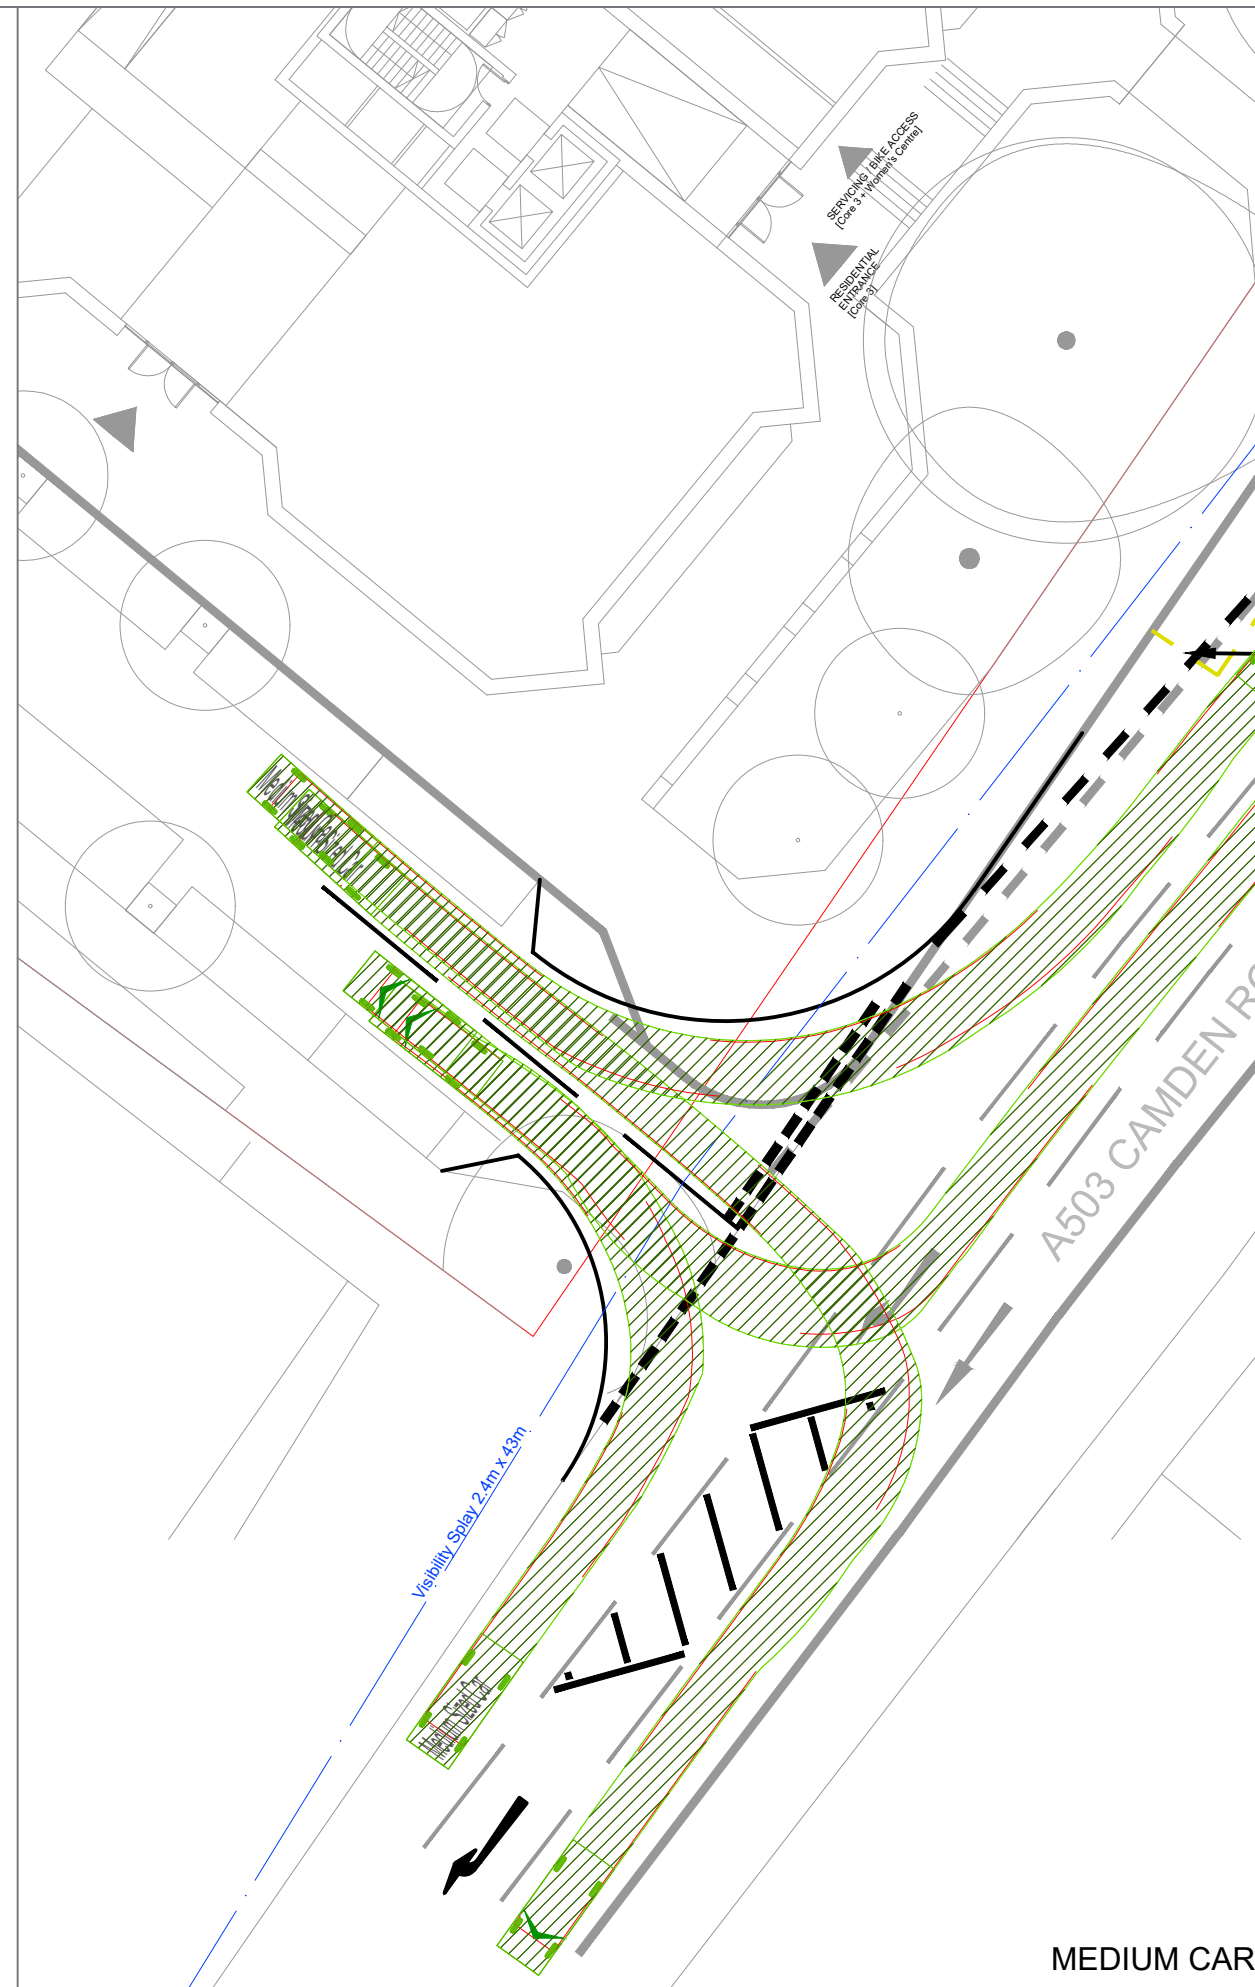 SERVICING / BIKE ACCESS
[Core 3 + Women's Centre]
RESIDENTIAL
ENTRANCE
[Core 3]
A503 CAMDEN
Visibility Splay 2.4m x 43m
MEDIUM CAR